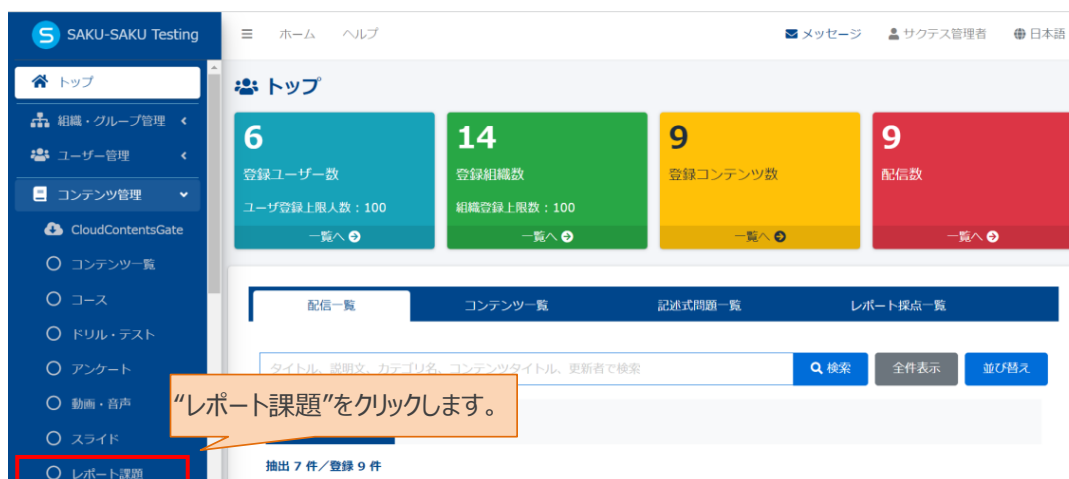 S SAKU-SAKU Testing
ホーム ヘルプ
メッセージ サクテス管理者 日本語
トップ
組織・グループ管理
ユーザー管理
コンテンツ管理
CloudContentsGate
コンテンツ一覧
コース
ドリル・テスト
アンケート
動画・音声
スライド
レポート課題
トップ
6
登録ユーザー数
ユーザ登録上限人数：100
一覧へ
14
登録組織数
組織登録上限数：100
一覧へ
9
登録コンテンツ数
一覧へ
9
配信数
一覧へ
配信一覧 コンテンツ一覧 記述式問題一覧 レポート採点一覧
タイトル、説明文、カテゴリ名、コンテンツタイトル、更新者で検索 検索 全件表示 並び替え
“レポート課題”をクリックします。
抽出 7 件／登録 9 件